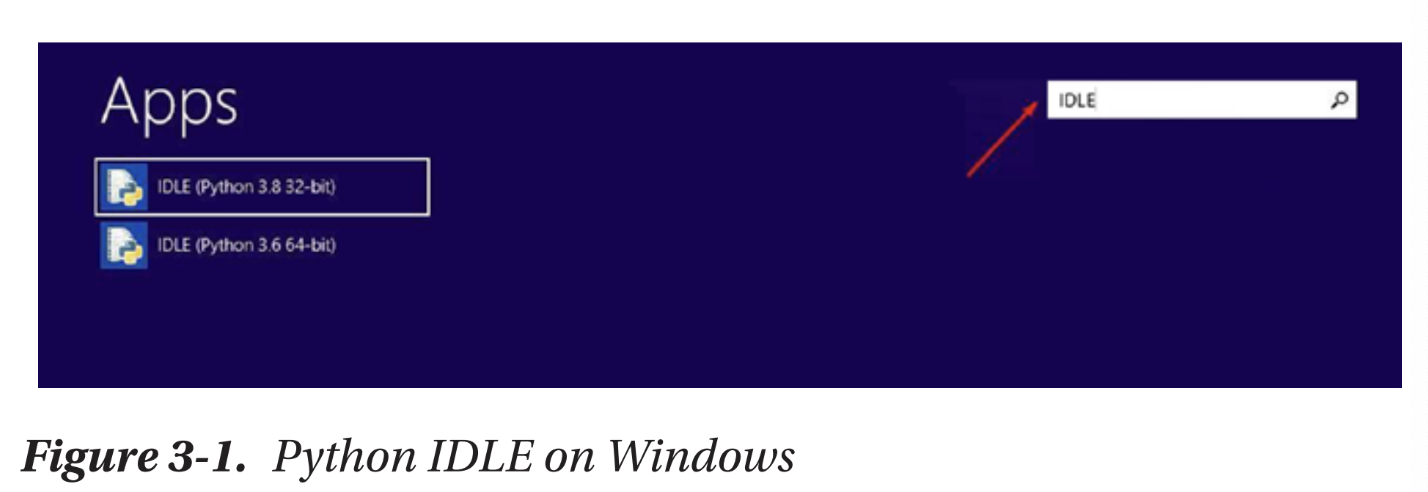 Apps
IDLE
IDLE (Python 3.8 32-bit)
IDLE (Python 3.6 64-bit)
Figure 3-1. Python IDLE on Windows